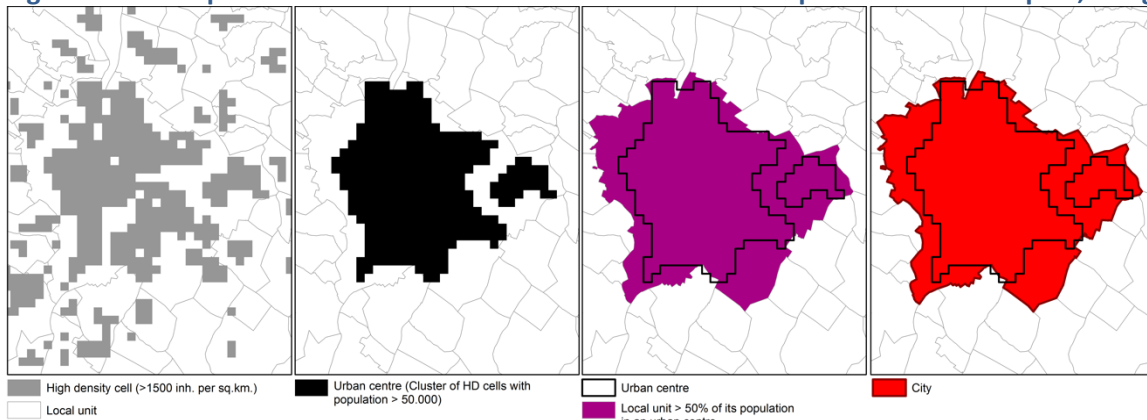 High density cell (>1500 inh. per sq.km.)
Local unit
Urban centre (Cluster of HD cells with
population > 50.000)
Urban centre
Local unit > 50% of its population
City